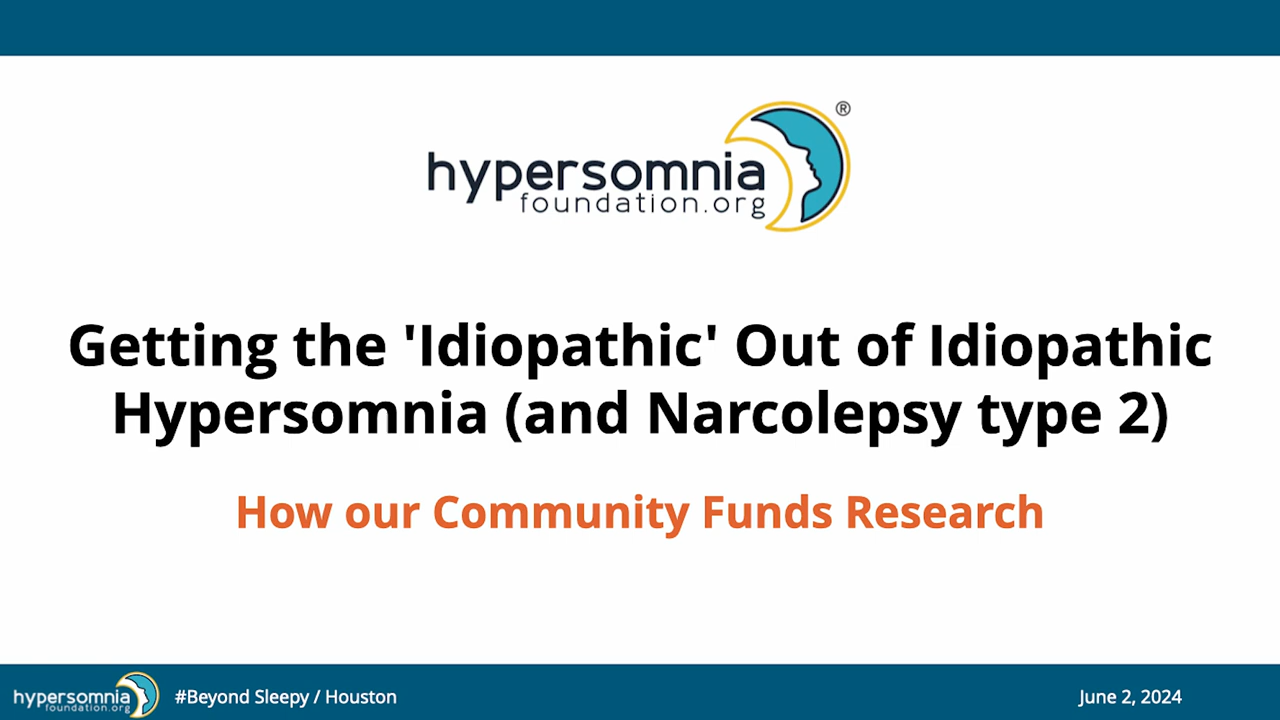 ®
hypersomnia
foundation.org
Getting the 'Idiopathic' Out of Idiopathic
Hypersomnia (and Narcolepsy type 2)
How our Community Funds Research
hypersomnia
foundation.org
#Beyond Sleepy / Houston
June 2, 2024